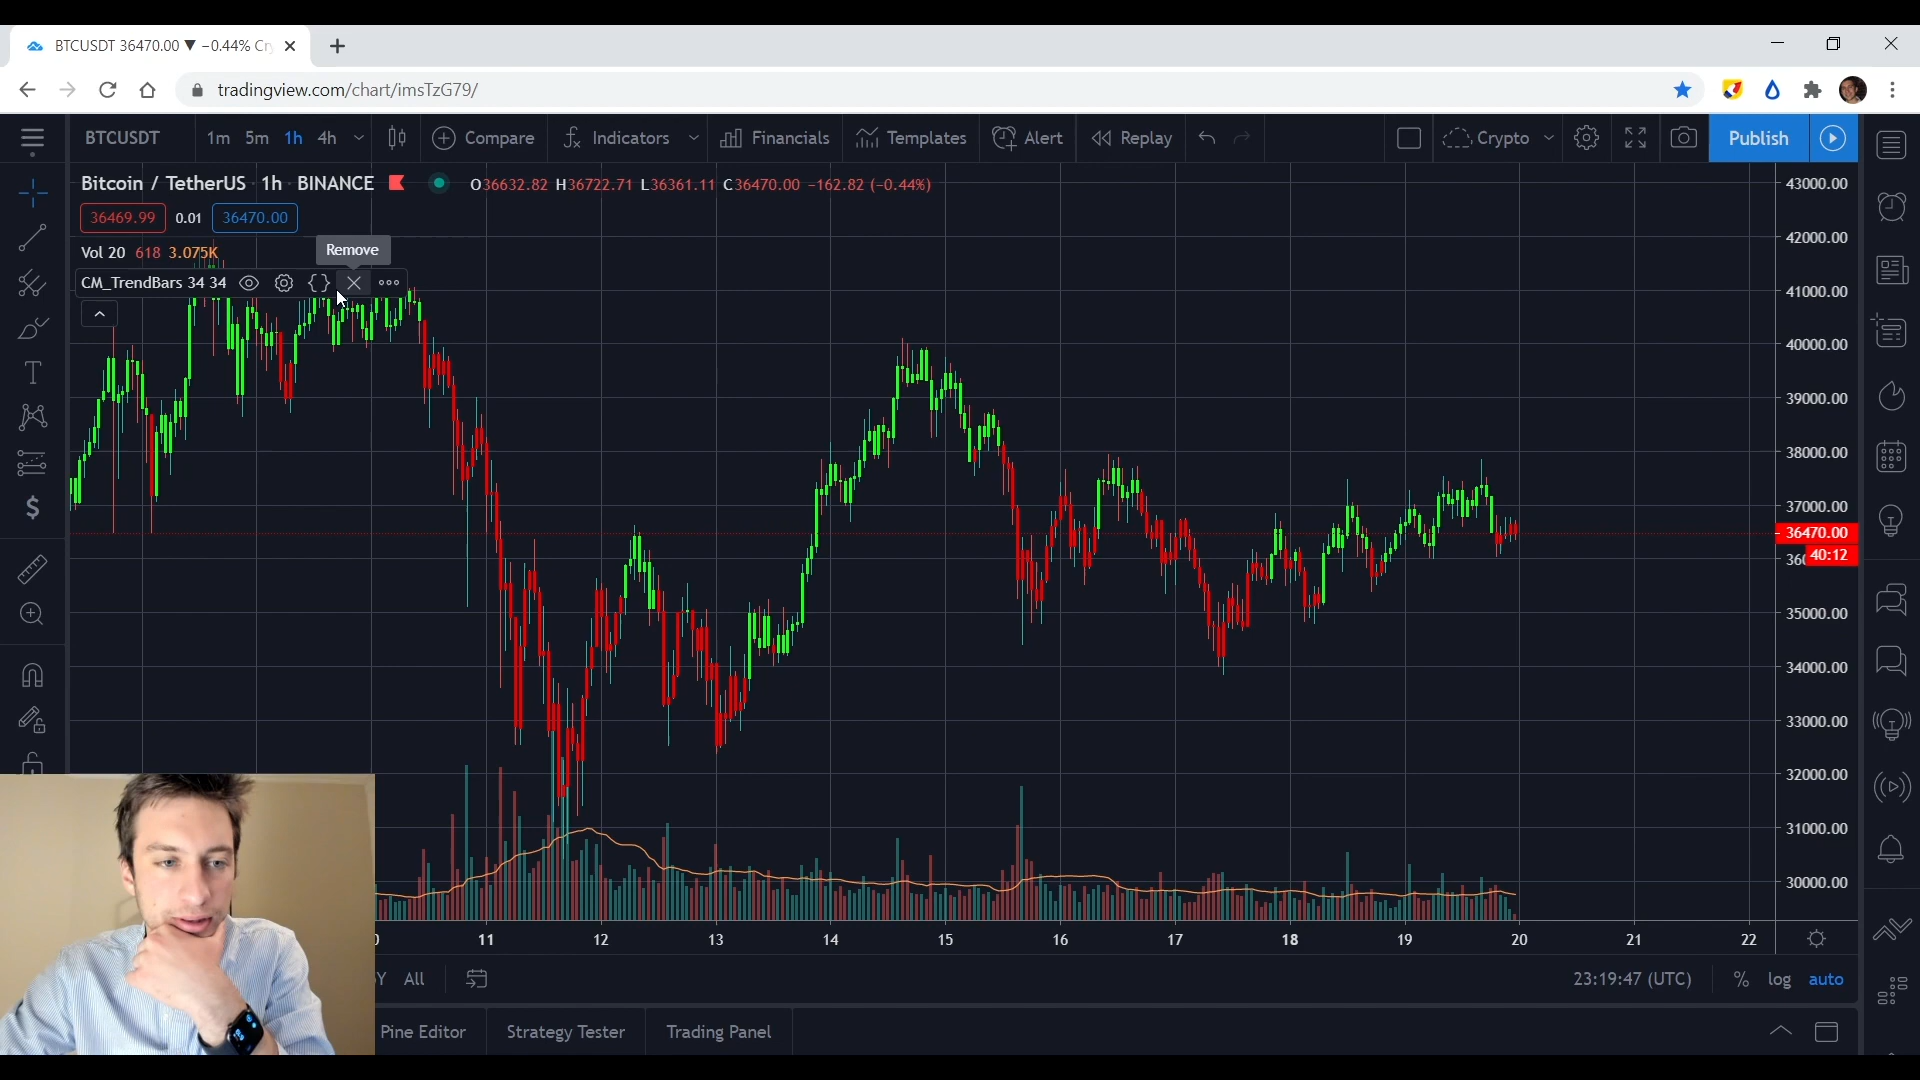 BTCUSDT 36470.00 ▼ −0.44% Cr
tradingview.com/chart/imsTzG79/
BTCUSDT 1m 5m 1h 4h Compare Indicators Financials Templates Alert Replay Crypto Publish
Bitcoin / TetherUS 1h BINANCE O36632.82 H36722.71 L36361.11 C36470.00 −162.82 (−0.44%)
36469.99 0.01 36470.00
Vol 20 618 3.075K
Remove
CM_TrendBars 34 34
43000.00
42000.00
41000.00
40000.00
39000.00
38000.00
37000.00
36470.00
40:12
35000.00
34000.00
33000.00
32000.00
31000.00
30000.00
11 12 13 14 15 16 17 18 19 20 21 22
Y All 23:19:47 (UTC) % log auto
Pine Editor Strategy Tester Trading Panel